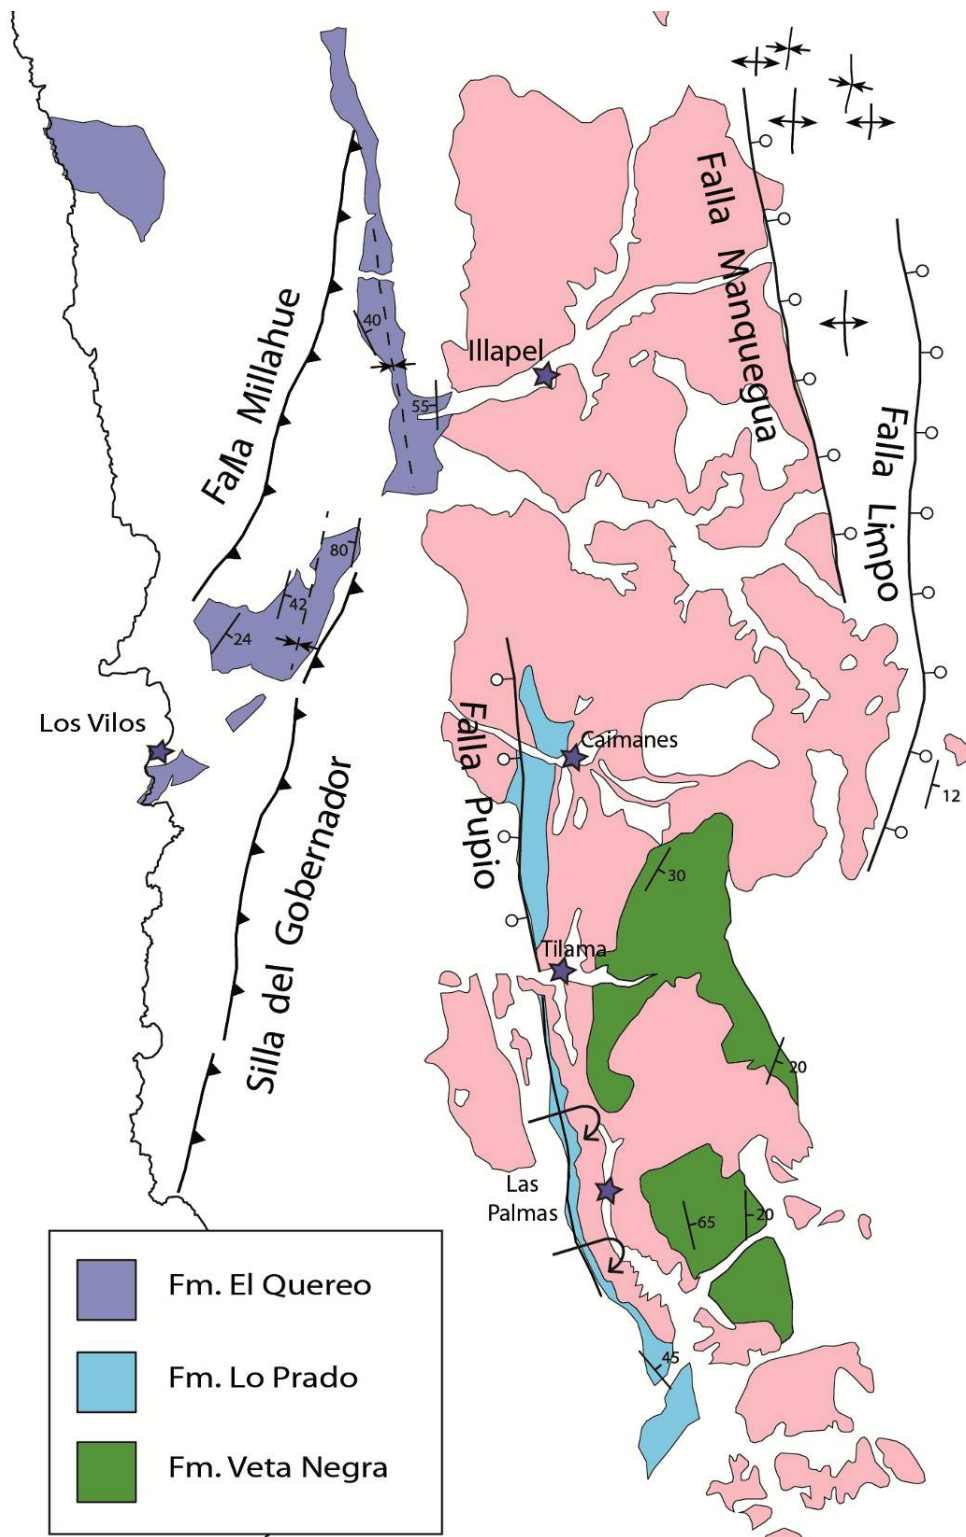 Falla Manquegua
Falla Millahue
40
Illapel
55
Falla Limpo
80
42
24
Los Vilos
Falla Pupio
Caimanes
12
Silla del Gobernador
30
Tilama
20
Las
Palmas
65
20
45
Fm. El Quereo
Fm. Lo Prado
Fm. Veta Negra